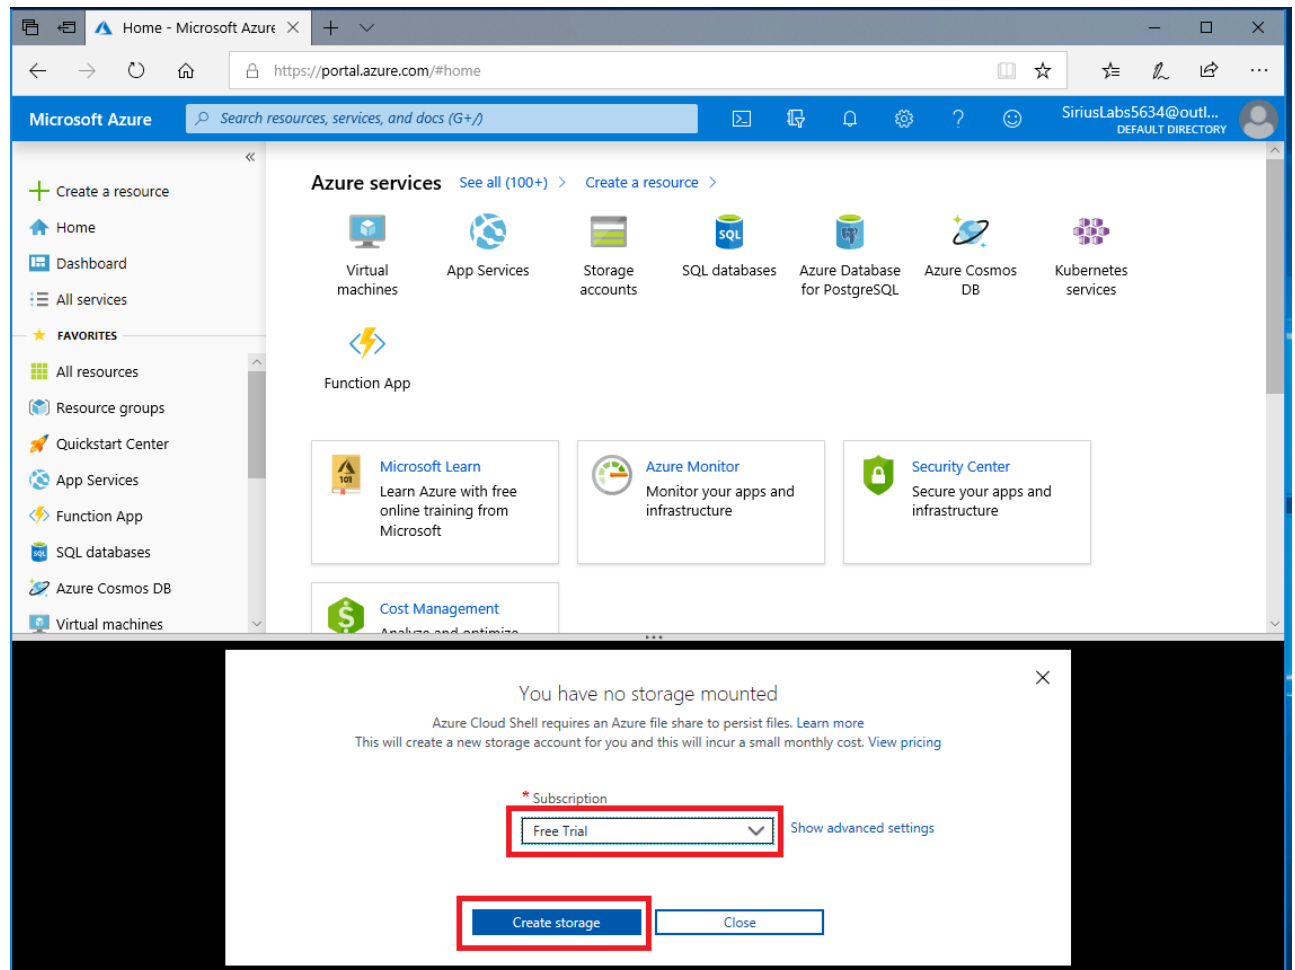 Home - Microsoft Azure
https://portal.azure.com/#home
Microsoft Azure
Search resources, services, and docs (G+/)
SiriusLabs5634@outl...
DEFAULT DIRECTORY
Create a resource
Home
Dashboard
All services
FAVORITES
All resources
Resource groups
Quickstart Center
App Services
Function App
SQL databases
Azure Cosmos DB
Virtual machines
Azure services
See all (100+)
Create a resource
Virtual
machines
App Services
Storage
accounts
SQL
SQL databases
Azure Database
for PostgreSQL
Azure Cosmos
DB
Kubernetes
services
Function App
101
Microsoft Learn
Learn Azure with free
online training from
Microsoft
Azure Monitor
Monitor your apps and
infrastructure
Security Center
Secure your apps and
infrastructure
Cost Management
Analyze and optimize
You have no storage mounted
Azure Cloud Shell requires an Azure file share to persist files. Learn more
This will create a new storage account for you and this will incur a small monthly cost. View pricing
* Subscription
Free Trial
Show advanced settings
Create storage
Close